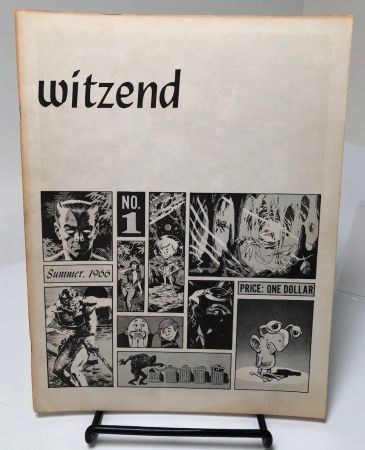 witzend
NO.
1
Summer, 1966
PRICE: ONE DOLLAR